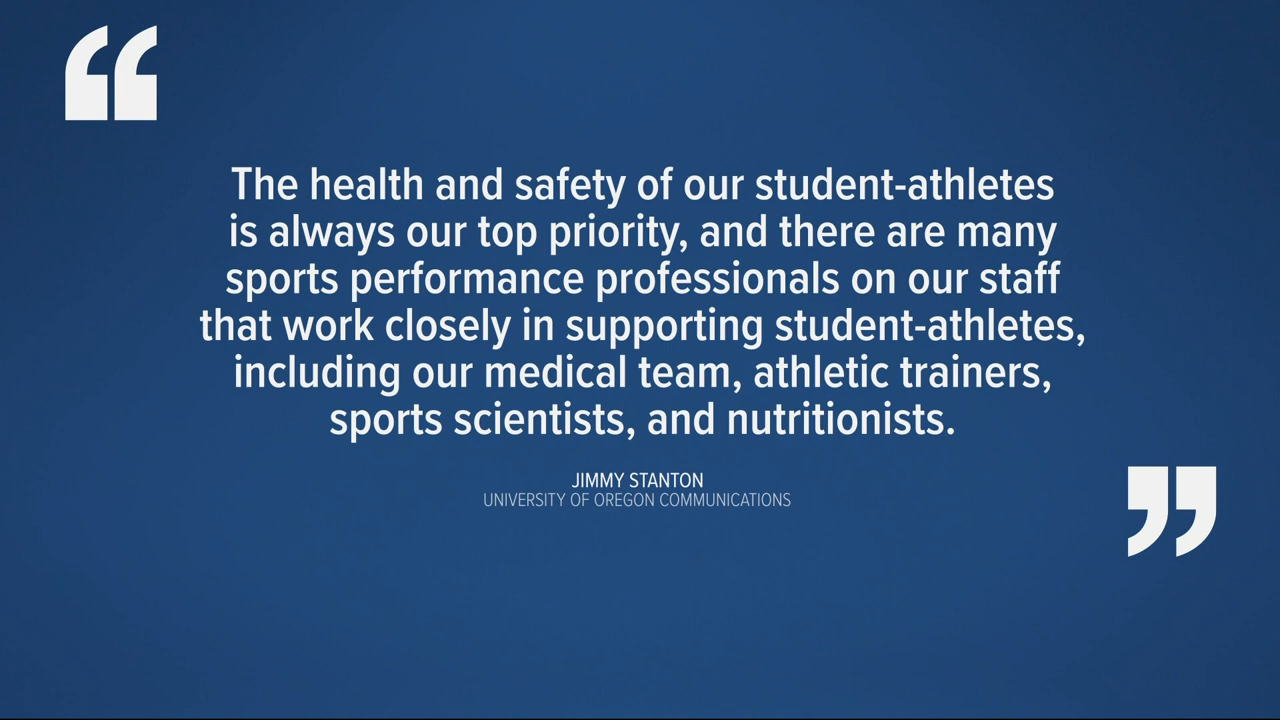 “
The health and safety of our student-athletes
is always our top priority, and there are many
sports performance professionals on our staff
that work closely in supporting student-athletes,
including our medical team, athletic trainers,
sports scientists, and nutritionists.
JIMMY STANTON
UNIVERSITY OF OREGON COMMUNICATIONS
”